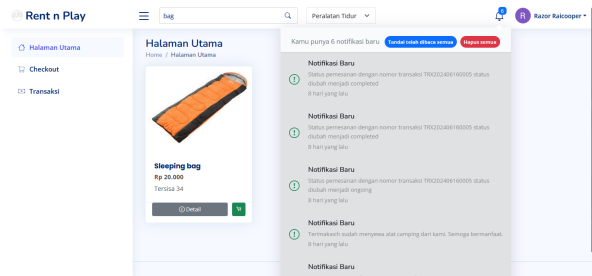 Rent n Play
bag
Peralatan Tidur
6
R
Razor Raicooper
Halaman Utama
Checkout
Transaksi
Halaman Utama
Home / Halaman Utama
Sleeping bag
Rp 20.000
Tersisa 34
Detail
Kamu punya 6 notifikasi baru
Tandai telah dibaca semua
Hapus semua
Notifikasi Baru
Status pemesanan dengan nomor transaksi TRX202406160005 status
diubah menjadi completed
8 hari yang lalu
Notifikasi Baru
Status pemesanan dengan nomor transaksi TRX202406160005 status
diubah menjadi completed
8 hari yang lalu
Notifikasi Baru
Status pemesanan dengan nomor transaksi TRX202406160005 status
diubah menjadi ongoing
8 hari yang lalu
Notifikasi Baru
Terimakasih sudah menyewa alat camping dari kami. Semoga bermanfaat.
8 hari yang lalu
Notifikasi Baru